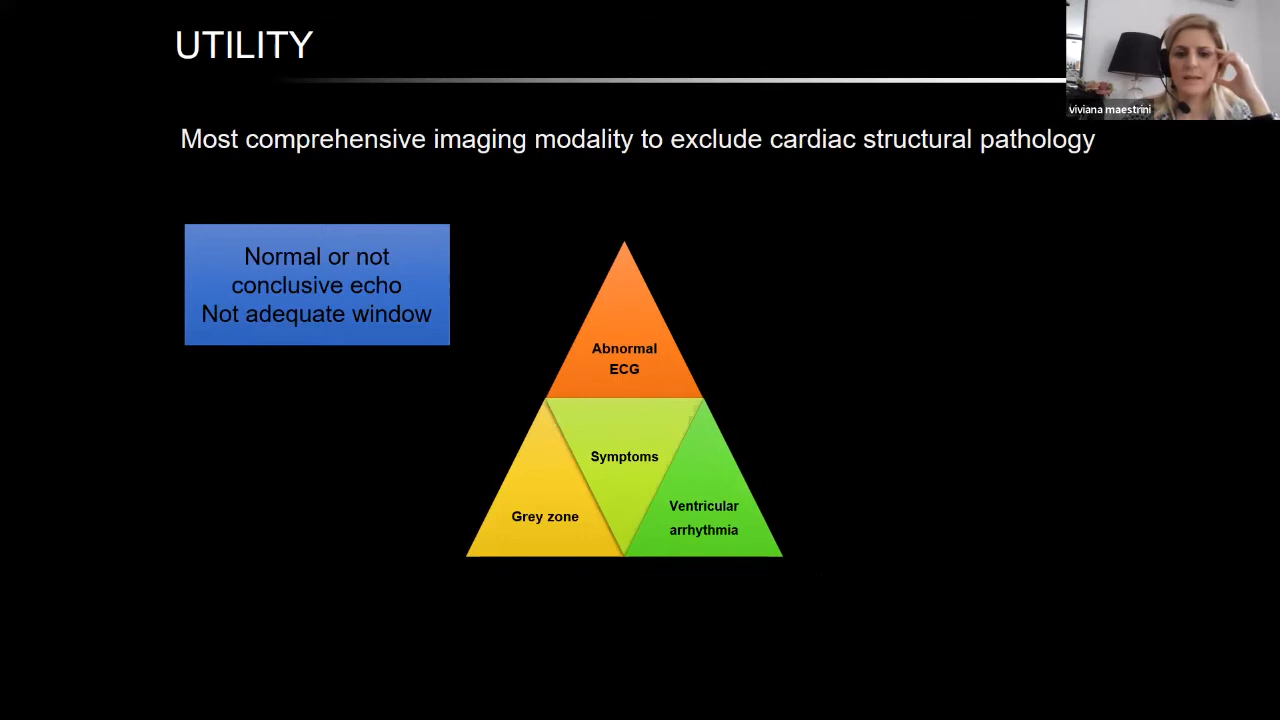 UTILITY
viviana maestrini
Most comprehensive imaging modality to exclude cardiac structural pathology
Normal or not
conclusive echo
Not adequate window
Abnormal
ECG
Symptoms
Grey zone
Ventricular
arrhythmia